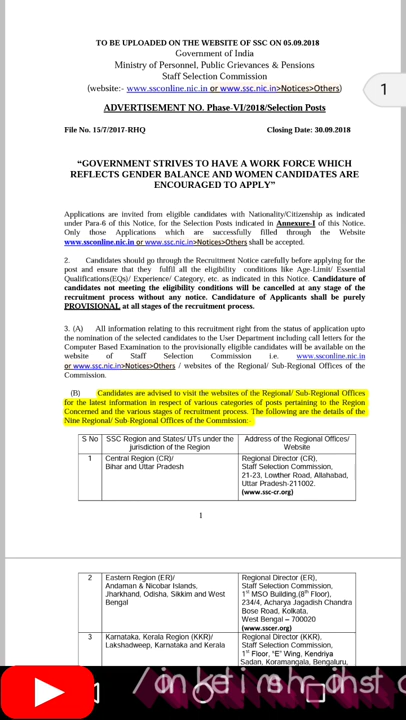 TO BE UPLOADED ON THE WEBSITE OF SSC ON 05.09.2018
Government of India
Ministry of Personnel, Public Grievances & Pensions
Staff Selection Commission
(website:- www.ssconline.nic.in or www.ssc.nic.in>Notices>Others)
1
ADVERTISEMENT NO. Phase-VI/2018/Selection Posts
File No. 15/7/2017-RHQ Closing Date: 30.09.2018
“GOVERNMENT STRIVES TO HAVE A WORK FORCE WHICH
REFLECTS GENDER BALANCE AND WOMEN CANDIDATES ARE
ENCOURAGED TO APPLY”
Applications are invited from eligible candidates with Nationality/Citizenship as indicated
under Para-6 of this Notice, for the Selection Posts indicated in Annexure-I of this Notice.
Only those Applications which are successfully filled through the Website
www.ssconline.nic.in or www.ssc.nic.in>Notices>Others shall be accepted.
2. Candidates should go through the Recruitment Notice carefully before applying for the
post and ensure that they fulfil all the eligibility conditions like Age-Limit/ Essential
Qualifications(EQs)/ Experience/ Category, etc. as indicated in this Notice. Candidature of
candidates not meeting the eligibility conditions will be cancelled at any stage of the
recruitment process without any notice. Candidature of Applicants shall be purely
PROVISIONAL at all stages of the recruitment process.
3. (A) All information relating to this recruitment right from the status of application upto
the nomination of the selected candidates to the User Department including call letters for the
Computer Based Examination to the provisionally eligible candidates will be available on the
website of Staff Selection Commission i.e. www.ssconline.nic.in
or www.ssc.nic.in>Notices>Others / websites of the Regional/ Sub-Regional Offices of the
Commission.
(B) Candidates are advised to visit the websites of the Regional/ Sub-Regional Offices
for the latest information in respect of various categories of posts pertaining to the Region
Concerned and the various stages of recruitment process. The following are the details of the
Nine Regional/ Sub-Regional Offices of the Commission:-
S No SSC Region and States/ UTs under the Address of the Regional Offices/
jurisdiction of the Region Website
1 Central Region (CR)/ Regional Director (CR),
Bihar and Uttar Pradesh Staff Selection Commission,
21-23, Lowther Road, Allahabad,
Uttar Pradesh-211002.
(www.ssc-cr.org)
1
2 Eastern Region (ER)/ Regional Director (ER),
Andaman & Nicobar Islands, Staff Selection Commission,
Jharkhand, Odisha, Sikkim and West 1st MSO Building,(8th Floor),
Bengal 234/4, Acharya Jagadish Chandra
Bose Road, Kolkata,
West Bengal – 700020
(www.sscer.org)
3 Karnataka, Kerala Region (KKR)/ Regional Director (KKR),
Lakshadweep, Karnataka and Kerala Staff Selection Commission,
1st Floor, “E” Wing, Kendriya
Sadan, Koramangala, Bengaluru,